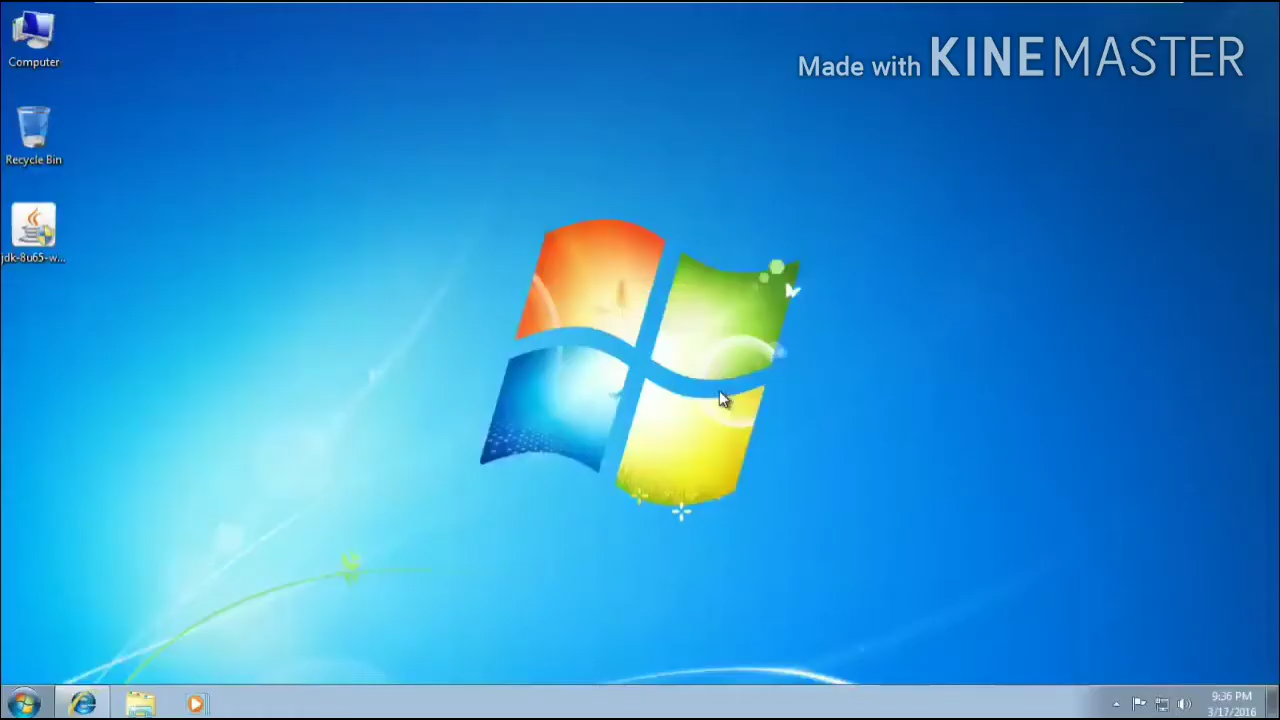 Computer
Made with KINEMASTER
Recycle Bin
jdk-8u65-w...
9:36 PM
3/17/2016